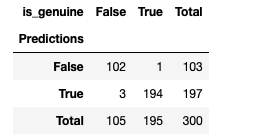 is_genuine False True Total
Predictions
False 102 1 103
True 3 194 197
Total 105 195 300